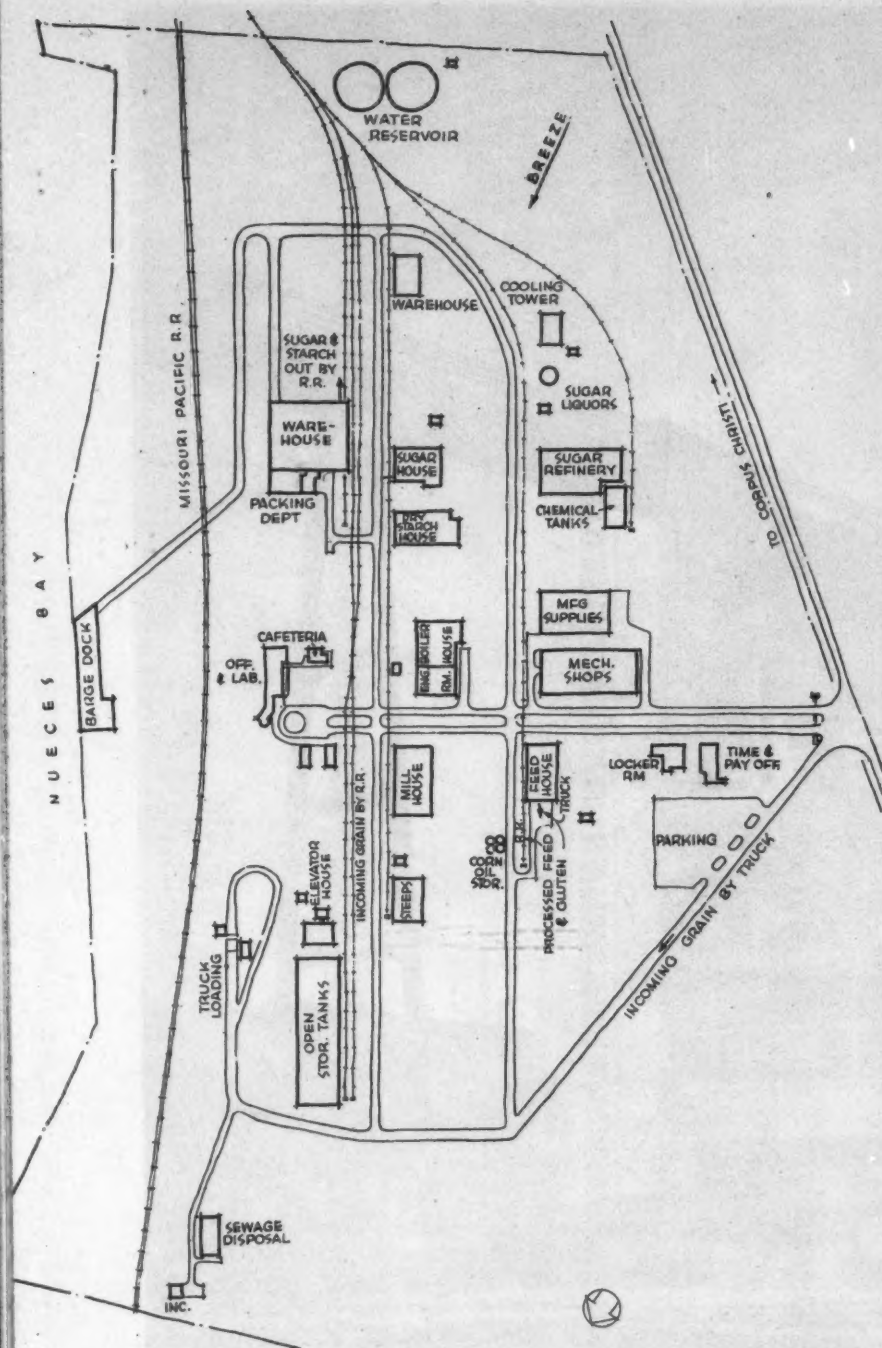 WATER
RESERVOIR
BREEZE
MISSOURI PACIFIC R.R.
WAREHOUSE
COOLING
TOWER
SUGAR &
STARCH
OUT BY
R.R.
SUGAR
LIQUORS
WARE-
HOUSE
TO CORPUS CHRISTI
SUGAR
HOUSE
SUGAR
REFINERY
PACKING
DEPT
CHEMICAL
TANKS
DRY
STARCH
HOUSE
NUECES BAY
MFG
SUPPLIES
BARGE DOCK
CAFETERIA
OFF.
& LAB.
BOILER HOUSE
ENG. RM.
MECH.
SHOPS
MILL
HOUSE
FEED
HOUSE
LOCKER
RM
TIME &
PAY OFF.
TRUCK
R.R.
PARKING
CORN
OIL
STOR.
PROCESSED FEED
& GLUTEN
ELEVATOR
HOUSE
INCOMING GRAIN BY R.R.
STEEPS
INCOMING GRAIN BY TRUCK
TRUCK
LOADING
OPEN
STOR. TANKS
SEWAGE
DISPOSAL
INC.